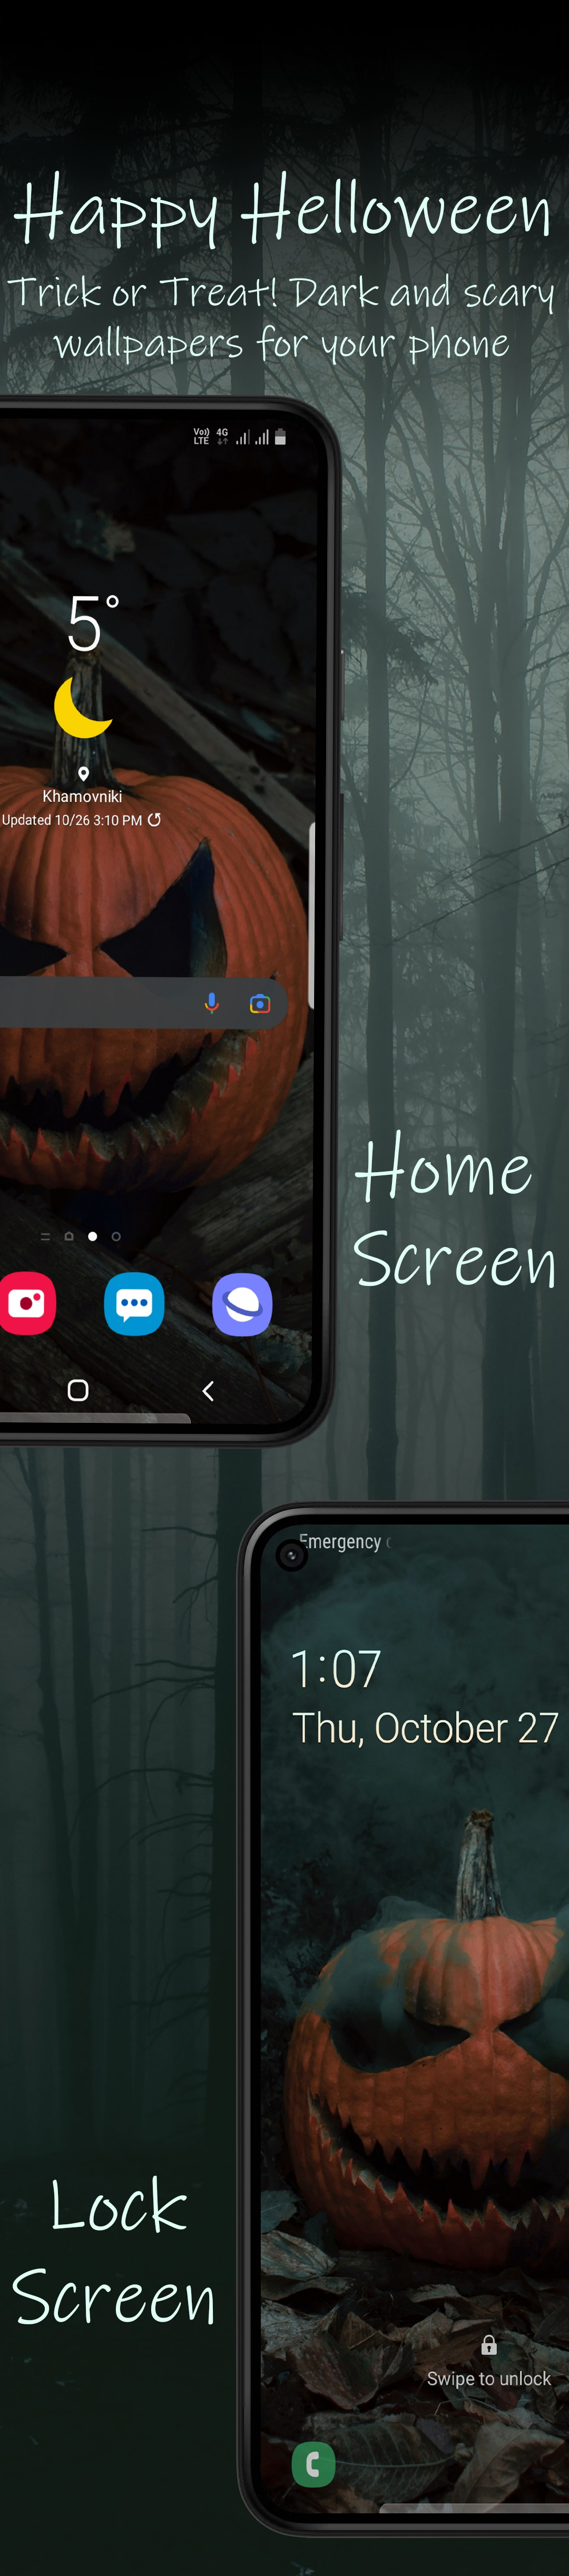 Happy Helloween
Trick or Treat! Dark and scary
wallpapers for your phone
Vo)) 4G
LTE
5°
Khamovniki
Updated 10/26 3:10 PM
Home
Screen
Emergency
1:07
Thu, October 27
Lock
Screen
Swipe to unlock